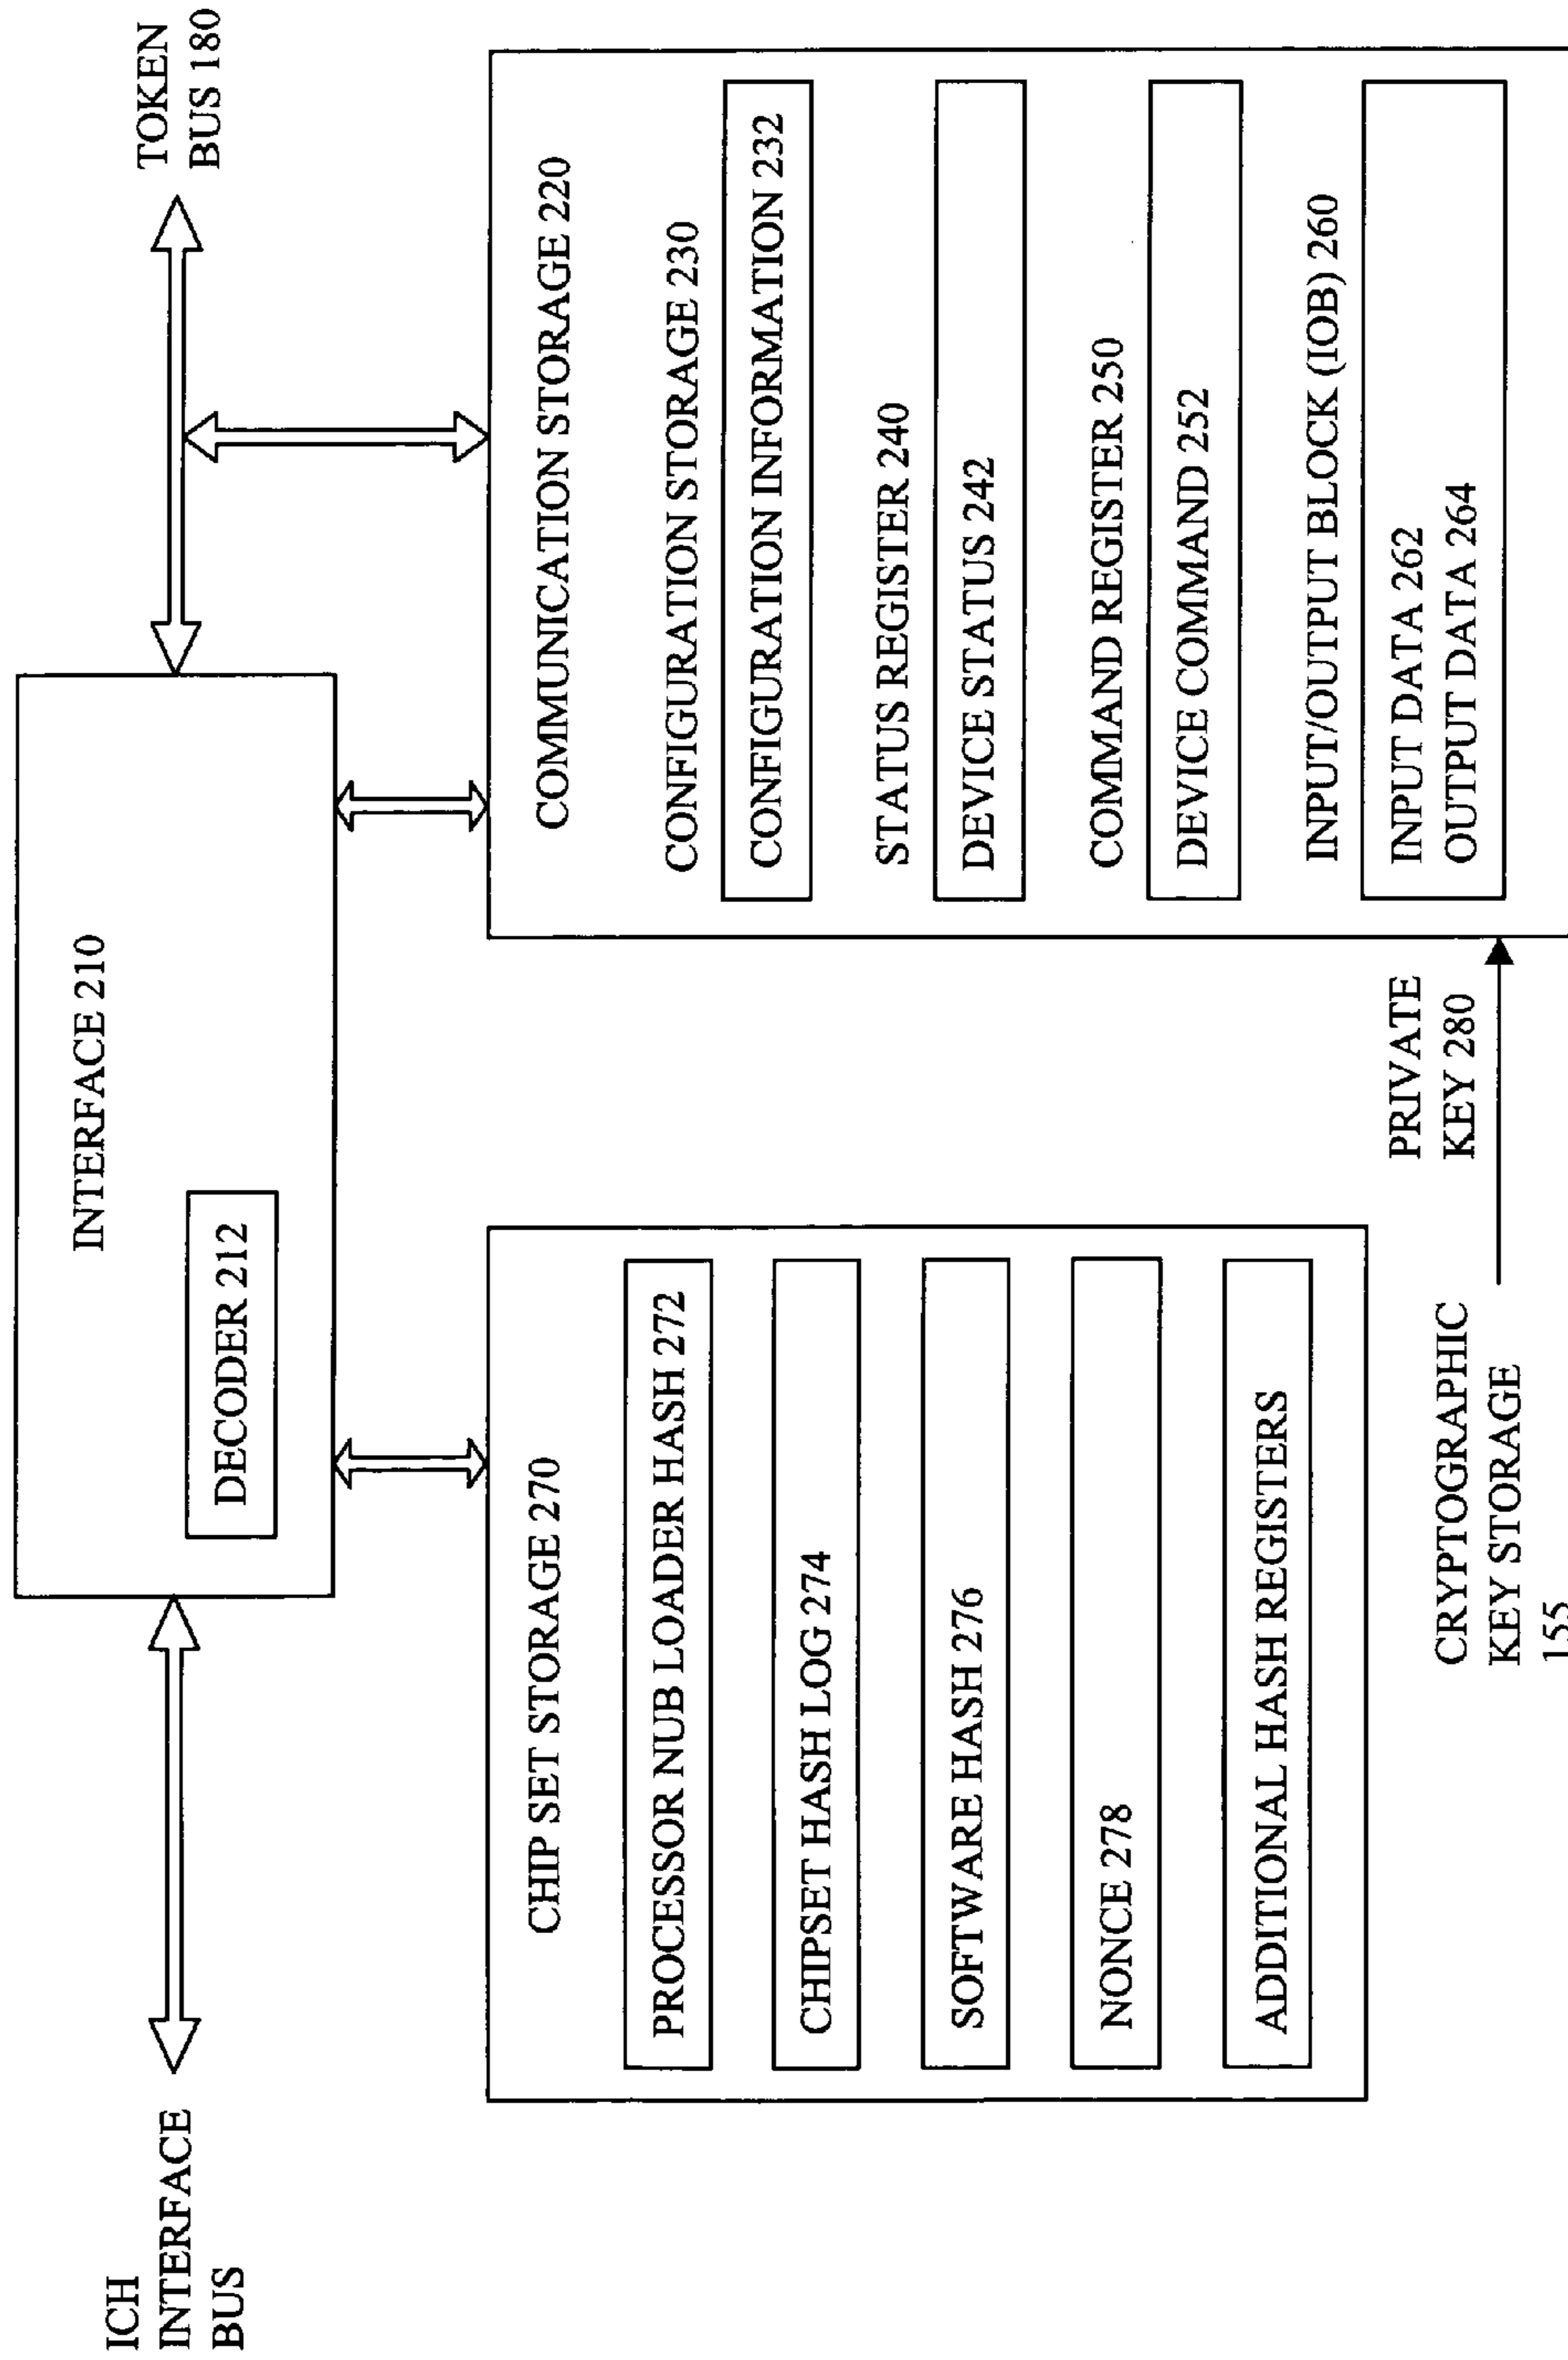 ICH
INTERFACE
BUS
INTERFACE 210
DECODER 212
TOKEN
BUS 180
CHIP SET STORAGE 270
PROCESSOR NUB LOADER HASH 272
CHIPSET HASH LOG 274
SOFTWARE HASH 276
NONCE 278
ADDITIONAL HASH REGISTERS
COMMUNICATION STORAGE 220
CONFIGURATION STORAGE 230
CONFIGURATION INFORMATION 232
STATUS REGISTER 240
DEVICE STATUS 242
COMMAND REGISTER 250
DEVICE COMMAND 252
INPUT/OUTPUT BLOCK (IOB) 260
INPUT DATA 262
OUTPUT DATA 264
CRYPTOGRAPHIC
KEY STORAGE
155
PRIVATE
KEY 280